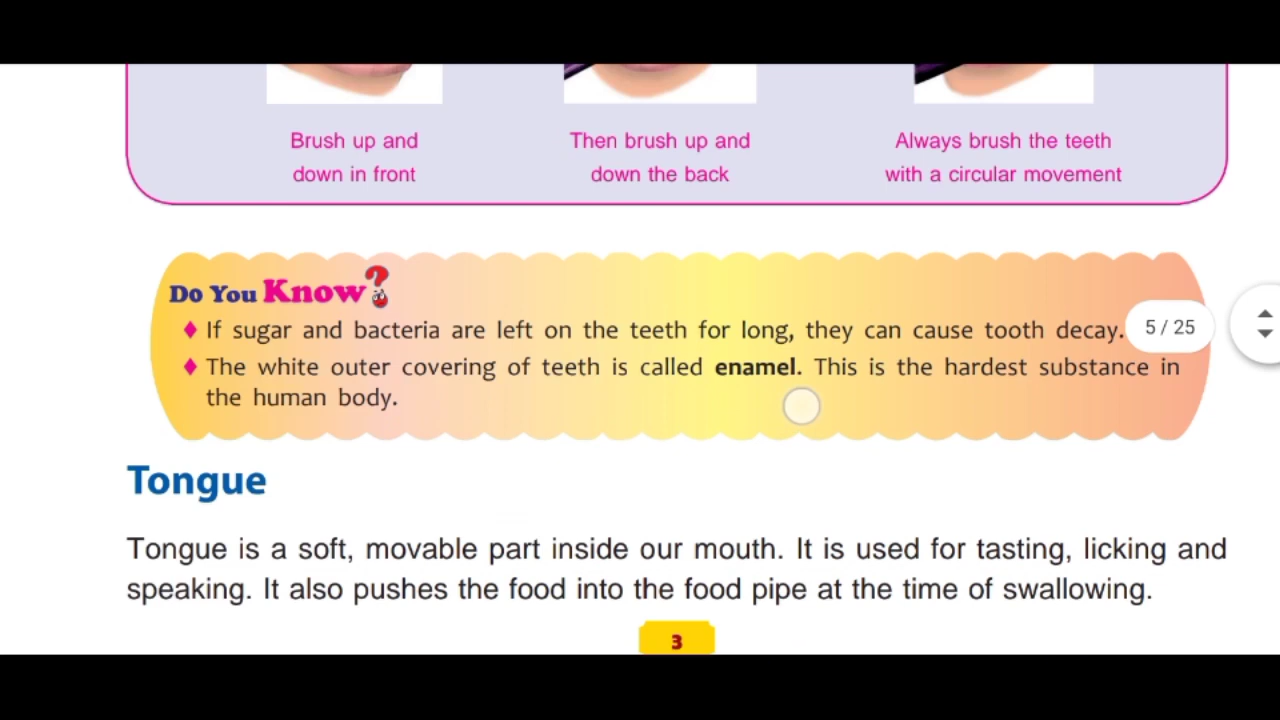 Brush up and
down in front
Then brush up and
down the back
Always brush the teeth
with a circular movement
Do You Know?
♦ If sugar and bacteria are left on the teeth for long, they can cause tooth decay.
5 / 25
♦ The white outer covering of teeth is called enamel. This is the hardest substance in
the human body.
Tongue
Tongue is a soft, movable part inside our mouth. It is used for tasting, licking and
speaking. It also pushes the food into the food pipe at the time of swallowing.
3